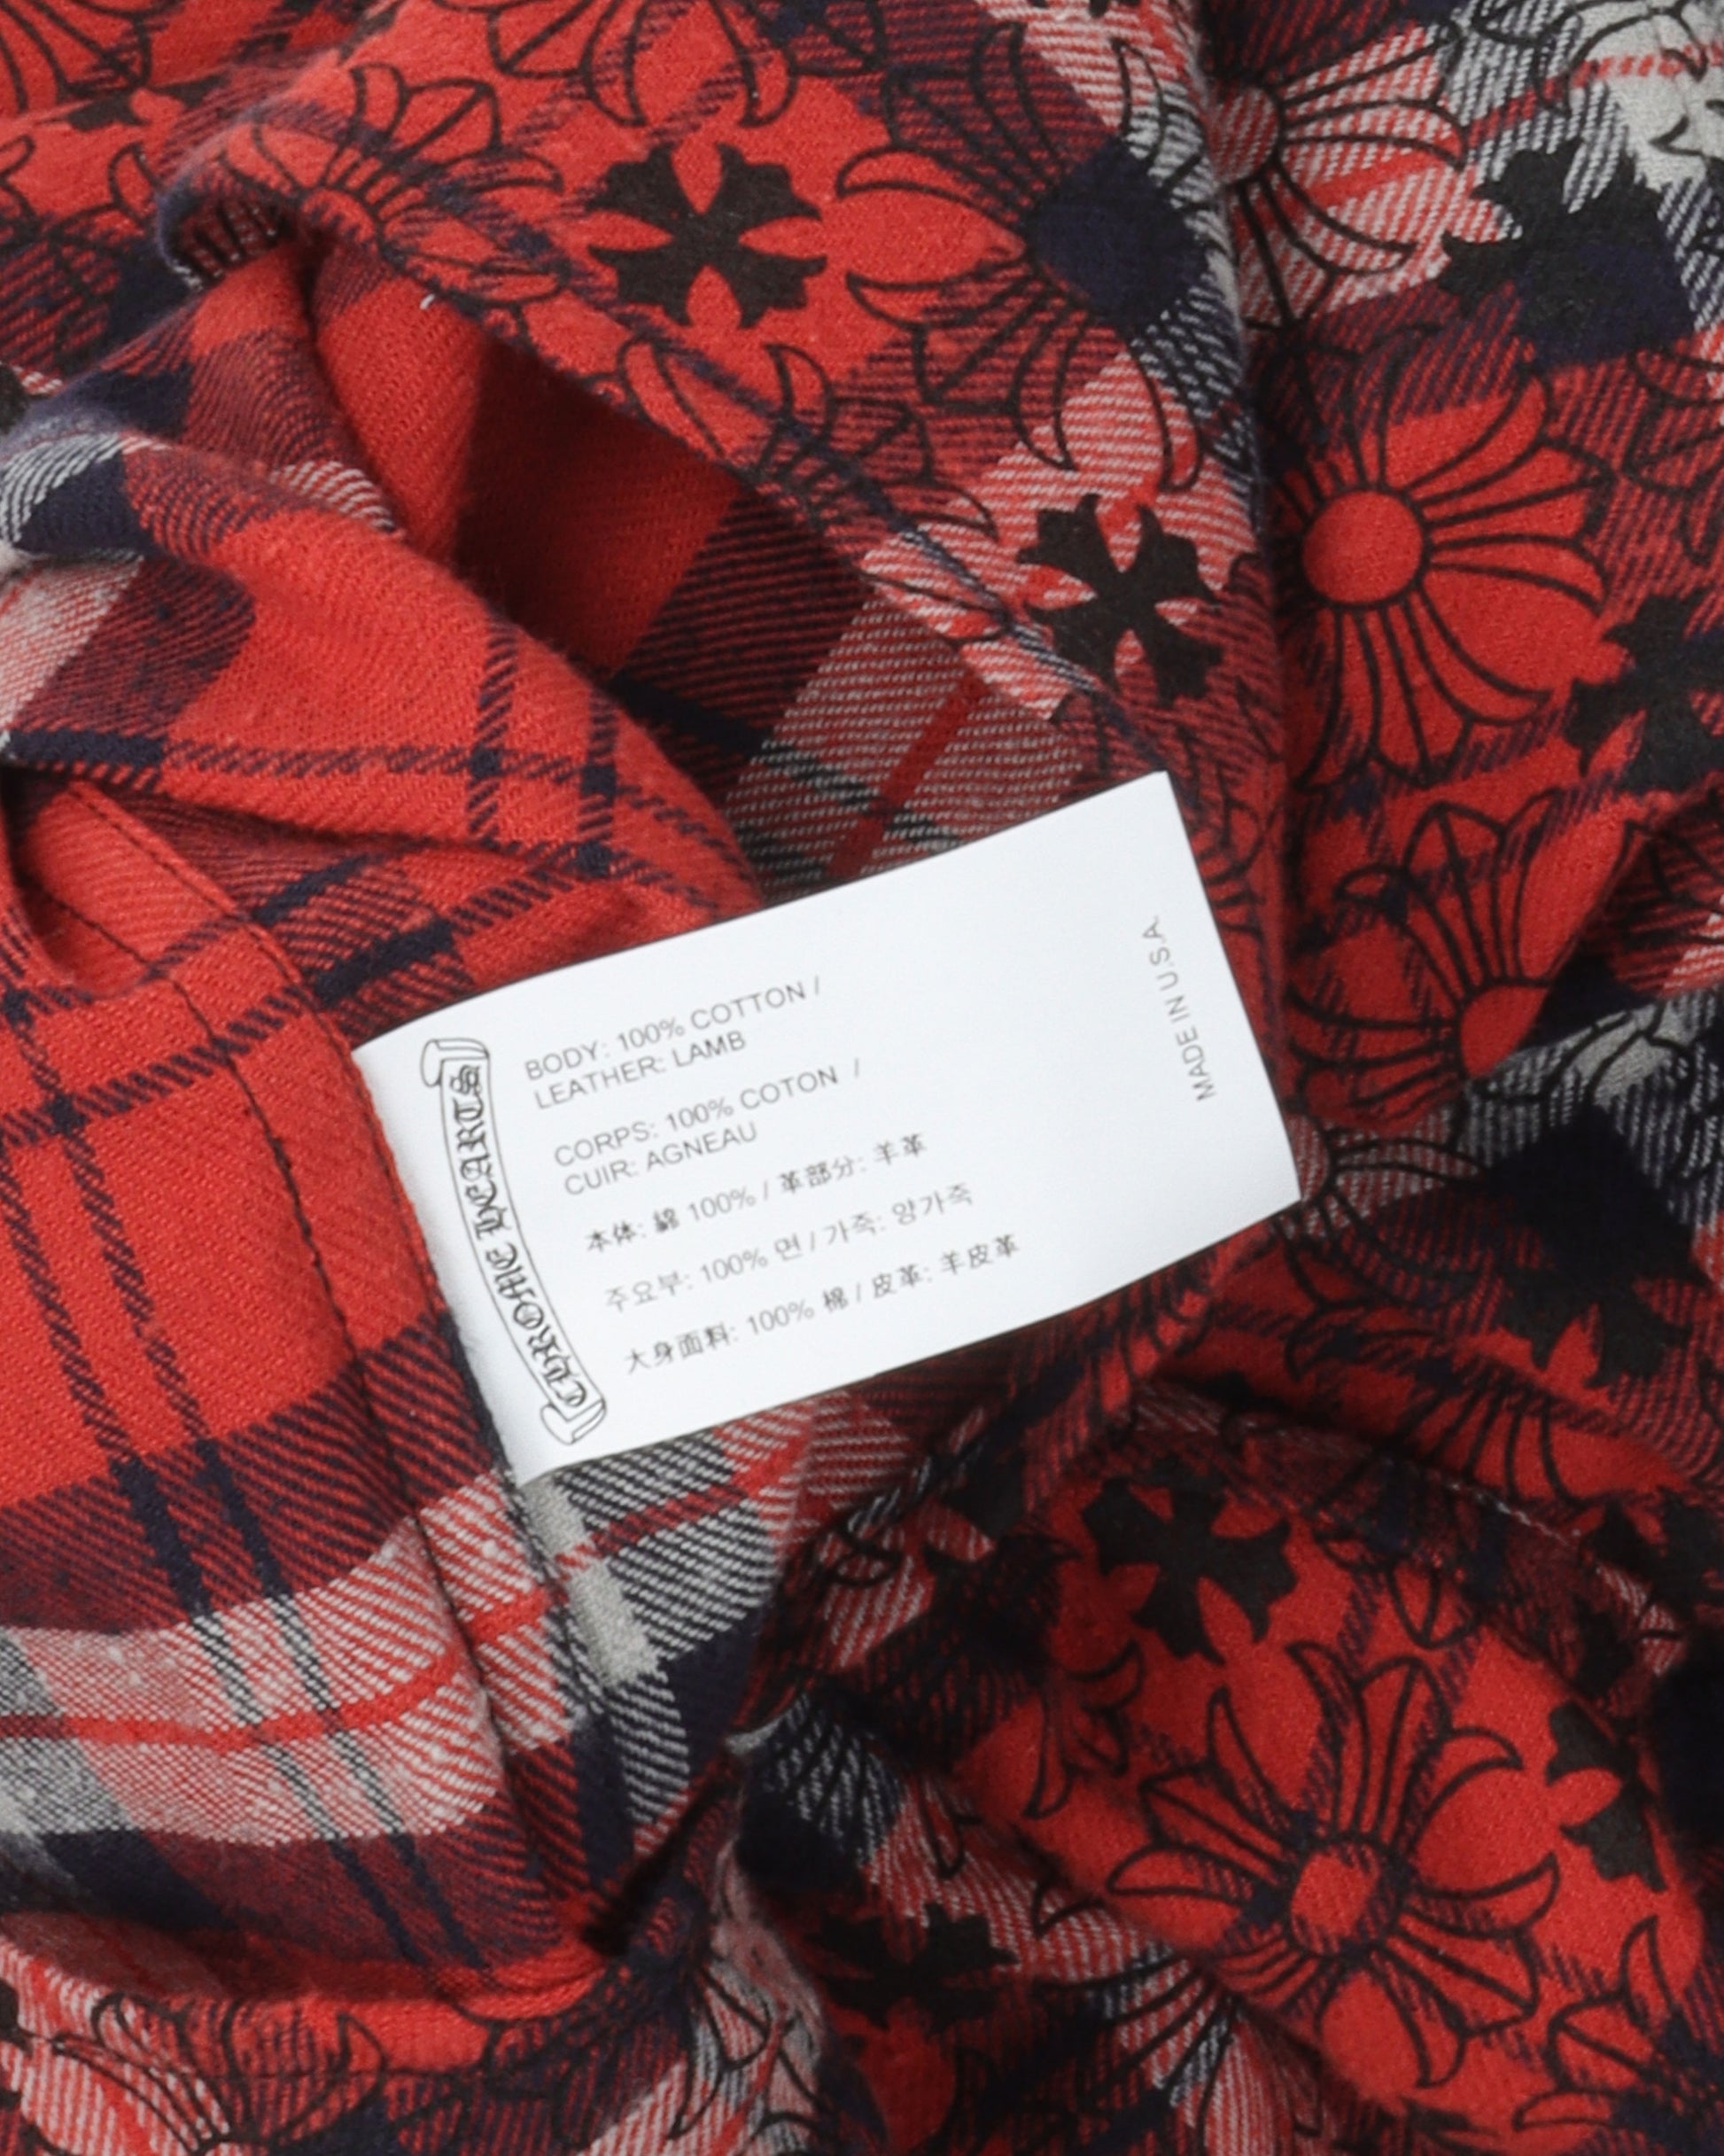 CHROME HEARTS
BODY: 100% COTTON /
LEATHER: LAMB
CORPS: 100% COTON /
CUIR: AGNEAU
本体: 綿 100% / 革部分: 羊革
주요부: 100% 면 / 가죽: 양가죽
大身面料: 100% 棉 / 皮革: 羊皮革
MADE IN U.S.A.